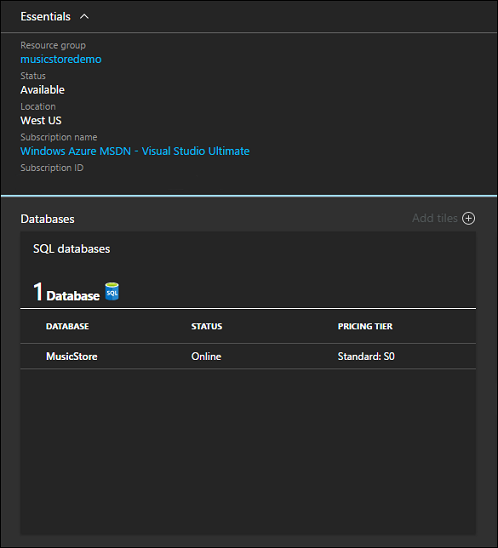 Essentials
Resource group
musicstoredemo
Status
Available
Location
West US
Subscription name
Windows Azure MSDN - Visual Studio Ultimate
Subscription ID
Databases Add tiles
SQL databases
1 Database SQL
DATABASE STATUS PRICING TIER
MusicStore Online Standard: S0